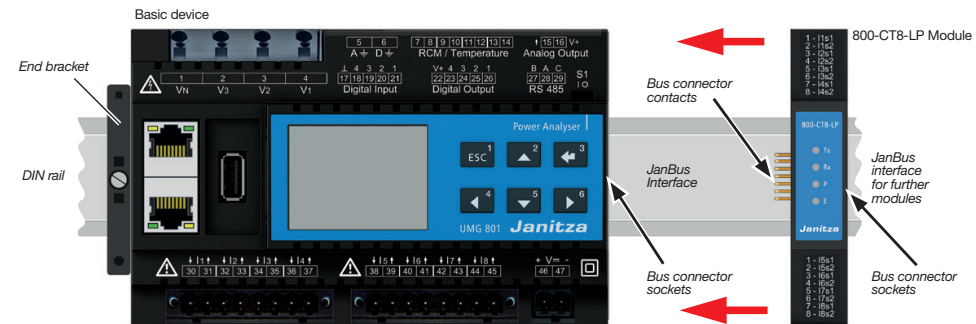 Basic device
800-CT8-LP Module
End bracket
DIN rail
5 6
A D
7 8 9 10 11 12 13 14
RCM / Temperature
15 16 V+
Analog Output
1 2 3 4
VN V3 V2 V1
⊥ 4 3 2 1
17 18 19 20 21
Digital Input
V+ 4 3 2 1
22 23 24 25 26
Digital Output
B A C
27 28 29
RS 485
S1
I O
Power Analyser
ESC 1
2
3
4
5
6
UMG 801 Janitza
I1 I2 I3 I4
30 31 32 33 34 35 36 37
I5 I6 I7 I8
38 39 40 41 42 43 44 45
+ V -
46 47
Bus connector
contacts
JanBus
Interface
Bus connector
sockets
1 - I1s1
2 - I1s2
3 - I2s1
4 - I2s2
5 - I3s1
6 - I3s2
7 - I4s1
8 - I4s2
800-CT8-LP
Tx
Rx
P
E
Janitza
1 - I5s1
2 - I5s2
3 - I6s1
4 - I6s2
5 - I7s1
6 - I7s2
7 - I8s1
8 - I8s2
JanBus
interface
for further
modules
Bus connector
sockets